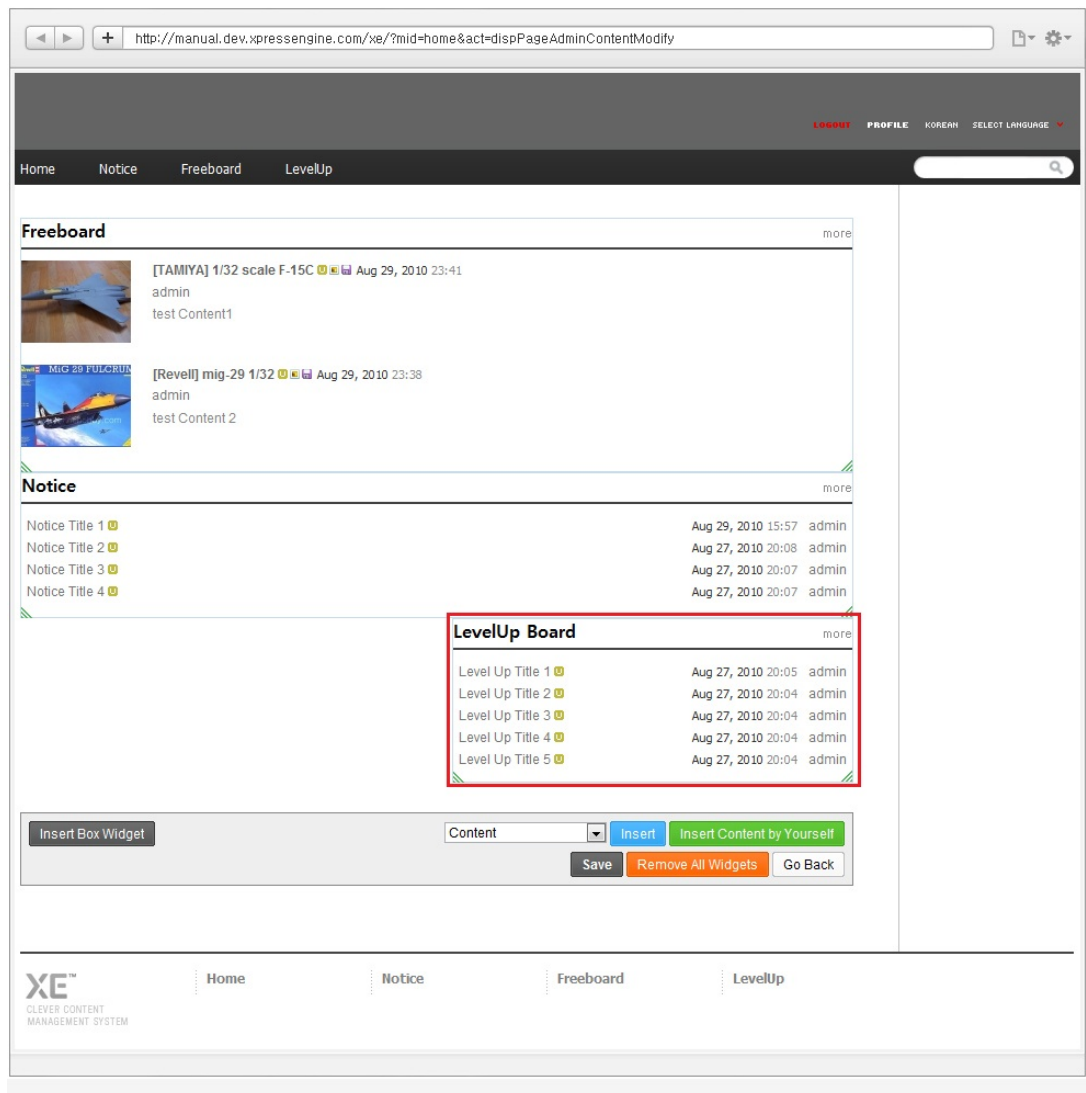 http://manual.dev.xpressengine.com/xe/?mid=home&act=dispPageAdminContentModify
LOGOUT PROFILE KOREAN SELECT LANGUAGE
Home Notice Freeboard LevelUp
Freeboard more
[TAMIYA] 1/32 scale F-15C Aug 29, 2010 23:41
admin
test Content1
MiG 29 FULCRUM
[Revell] mig-29 1/32 Aug 29, 2010 23:38
admin
test Content 2
Notice more
Notice Title 1 Aug 29, 2010 15:57 admin
Notice Title 2 Aug 27, 2010 20:08 admin
Notice Title 3 Aug 27, 2010 20:07 admin
Notice Title 4 Aug 27, 2010 20:07 admin
LevelUp Board more
Level Up Title 1 Aug 27, 2010 20:05 admin
Level Up Title 2 Aug 27, 2010 20:04 admin
Level Up Title 3 Aug 27, 2010 20:04 admin
Level Up Title 4 Aug 27, 2010 20:04 admin
Level Up Title 5 Aug 27, 2010 20:04 admin
Insert Box Widget Content Insert Insert Content by Yourself
Save Remove All Widgets Go Back
XE™ Home Notice Freeboard LevelUp
CLEVER CONTENT
MANAGEMENT SYSTEM